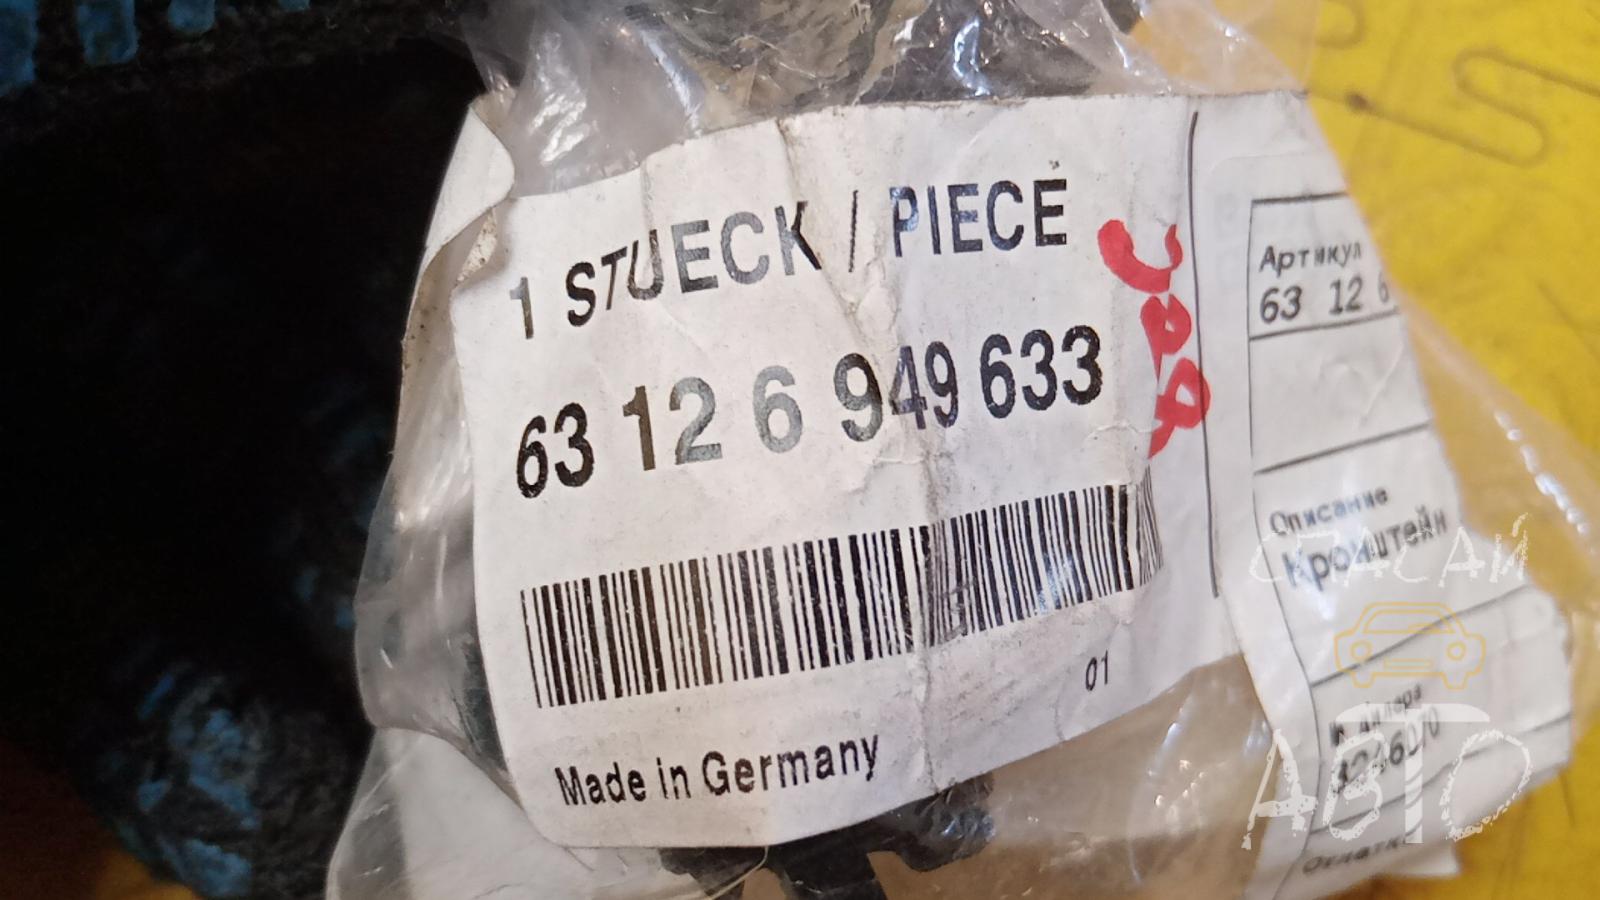 1 STUECK / PIECE
63 12 6 949 633
01
Made in Germany
Артикул
63 12 6
Описание
Кронштейн
СПАСАЙ
АВТО